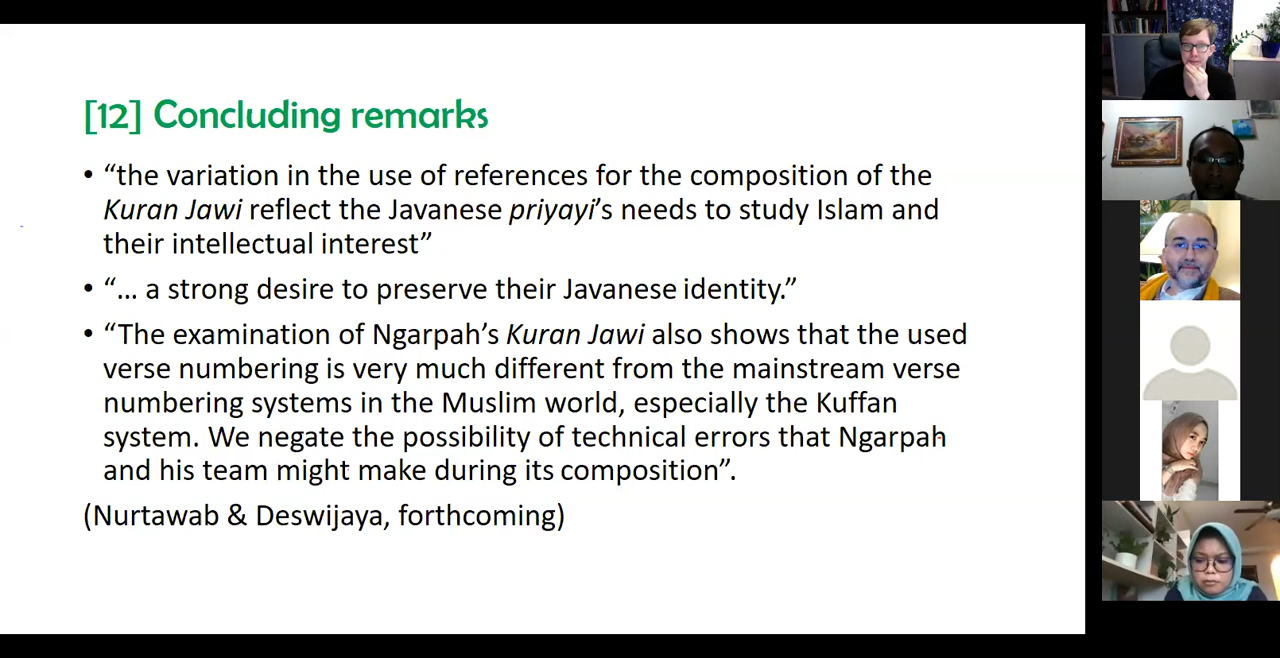 [12] Concluding remarks
• “the variation in the use of references for the composition of the
Kuran Jawi reflect the Javanese priyayi’s needs to study Islam and
their intellectual interest”
• “… a strong desire to preserve their Javanese identity.”
• “The examination of Ngarpah’s Kuran Jawi also shows that the used
verse numbering is very much different from the mainstream verse
numbering systems in the Muslim world, especially the Kuffan
system. We negate the possibility of technical errors that Ngarpah
and his team might make during its composition”.
(Nurtawab & Deswijaya, forthcoming)